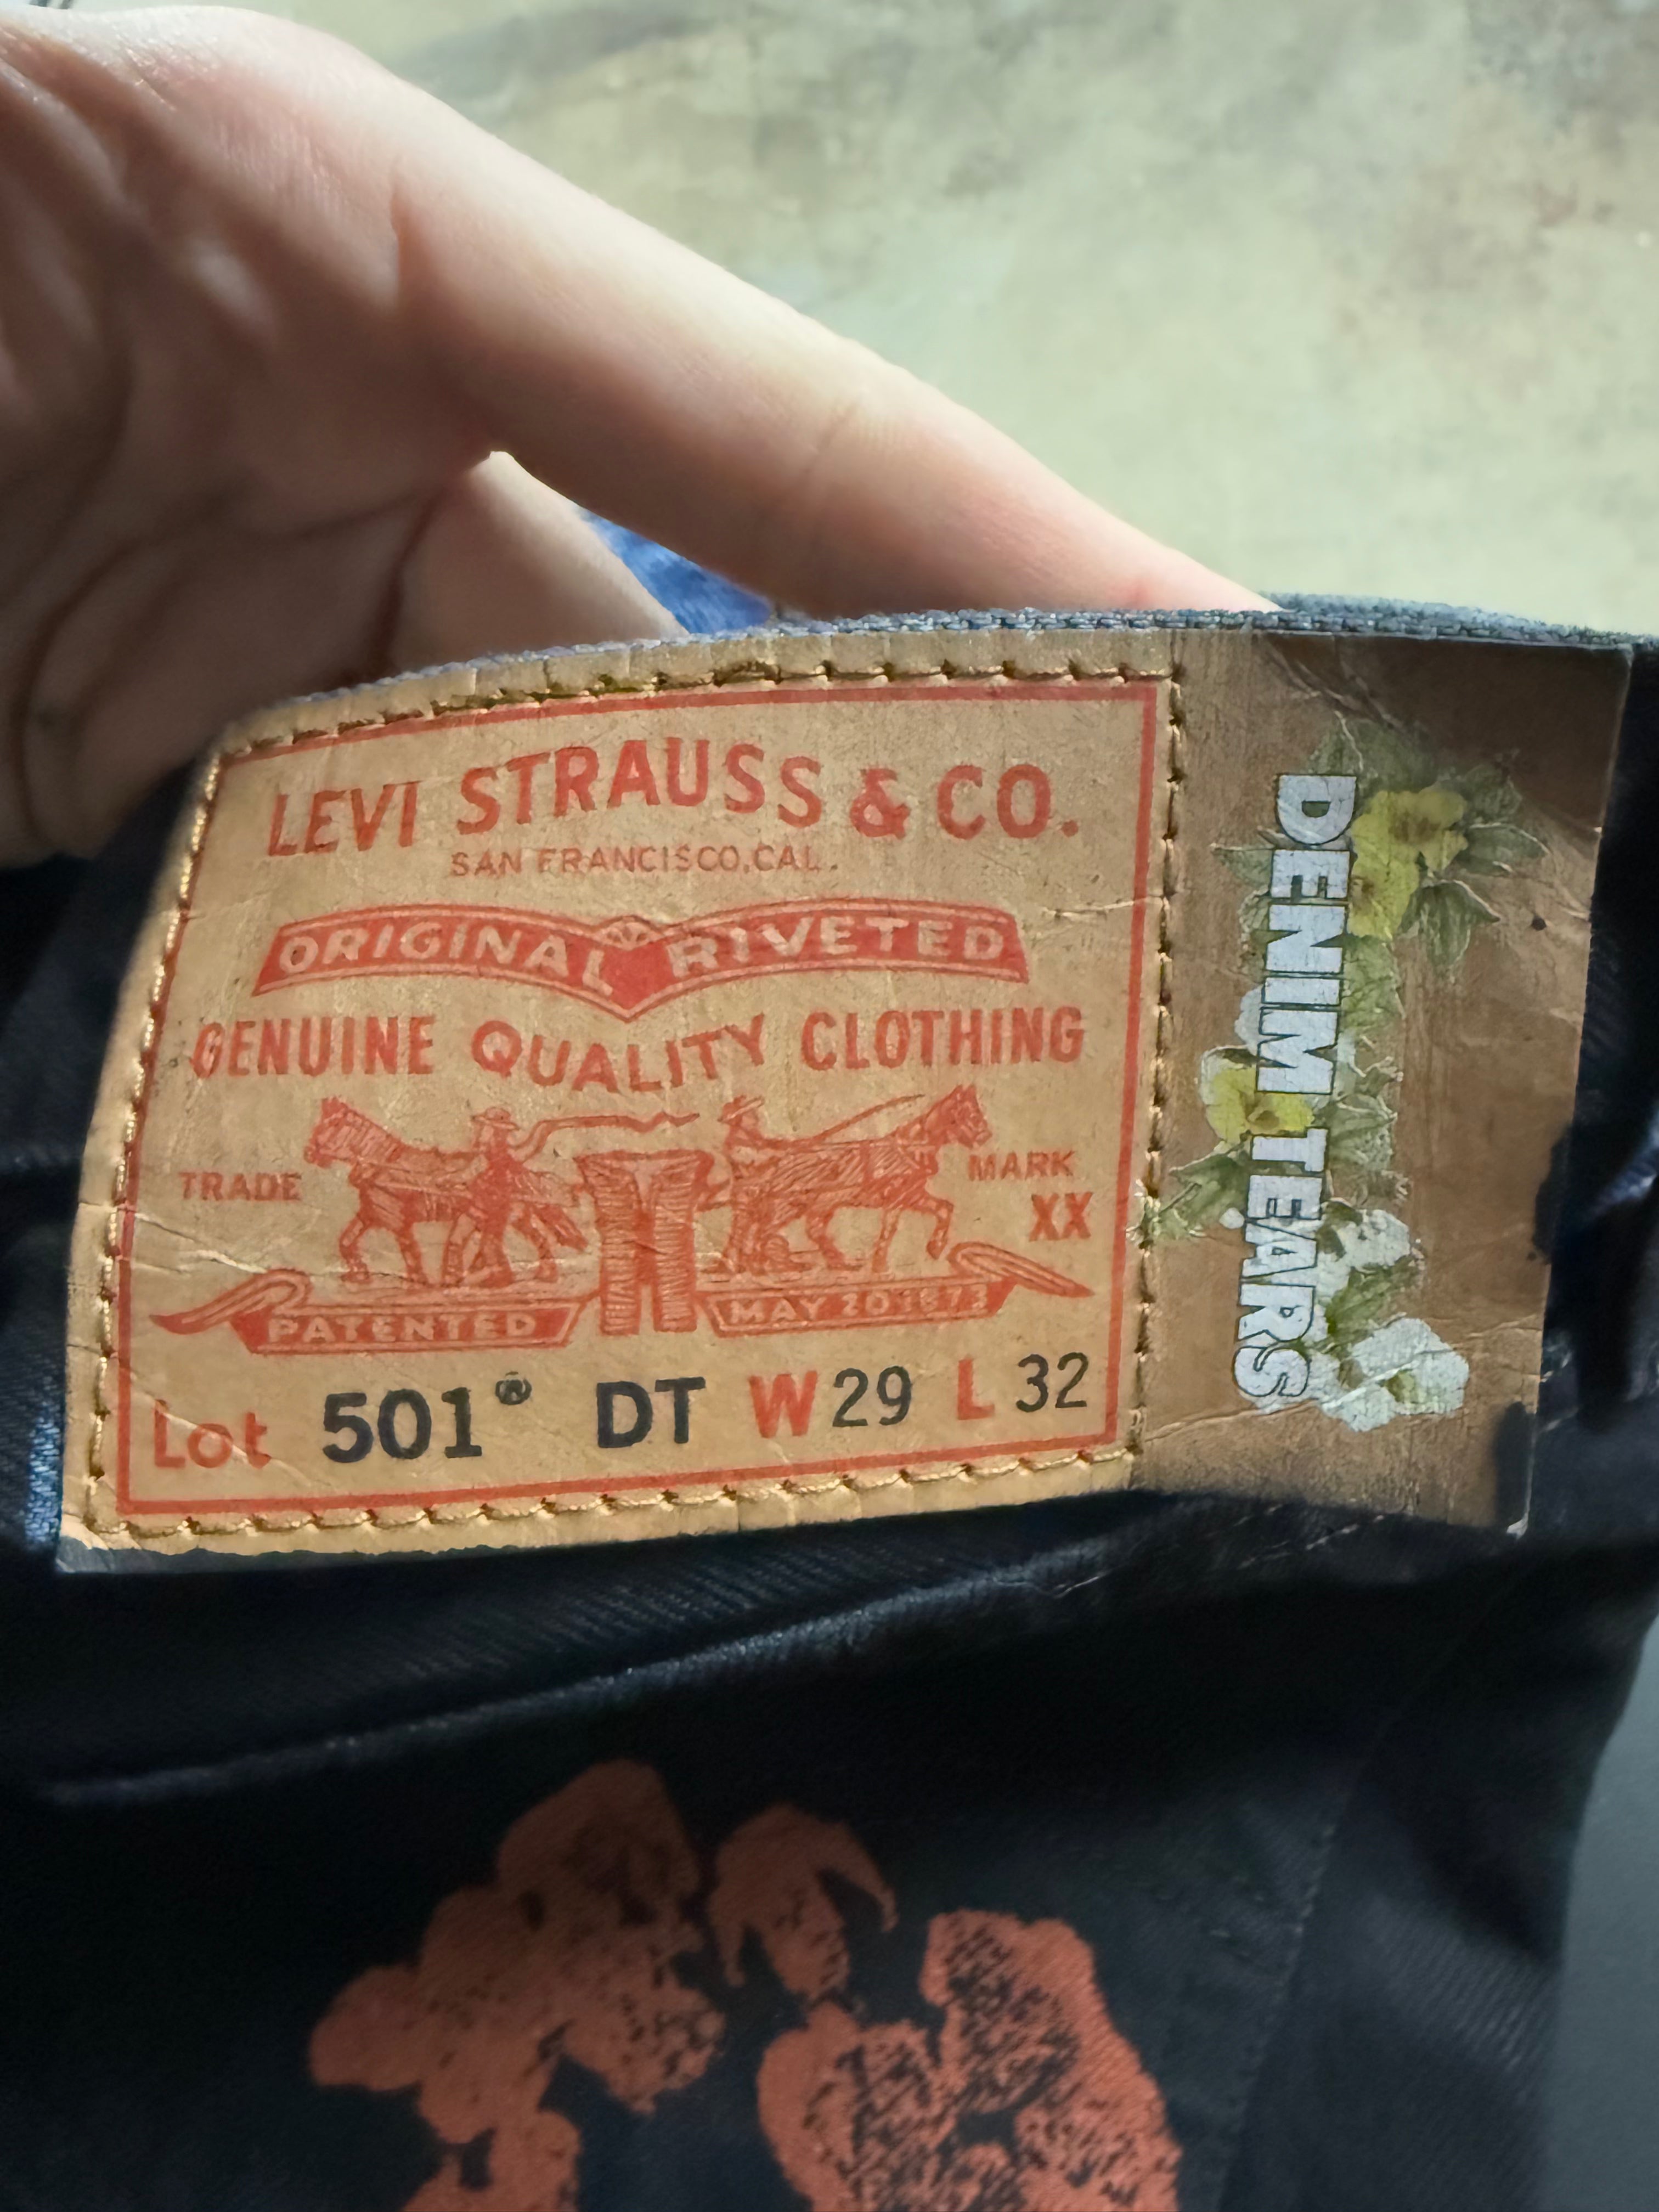 LEVI STRAUSS & CO.
SAN FRANCISCO, CAL.
ORIGINAL RIVETED
GENUINE QUALITY CLOTHING
TRADE MARK
XX
PATENTED MAY 20 1873
Lot 501® DT W 29 L 32
DENIM TEARS